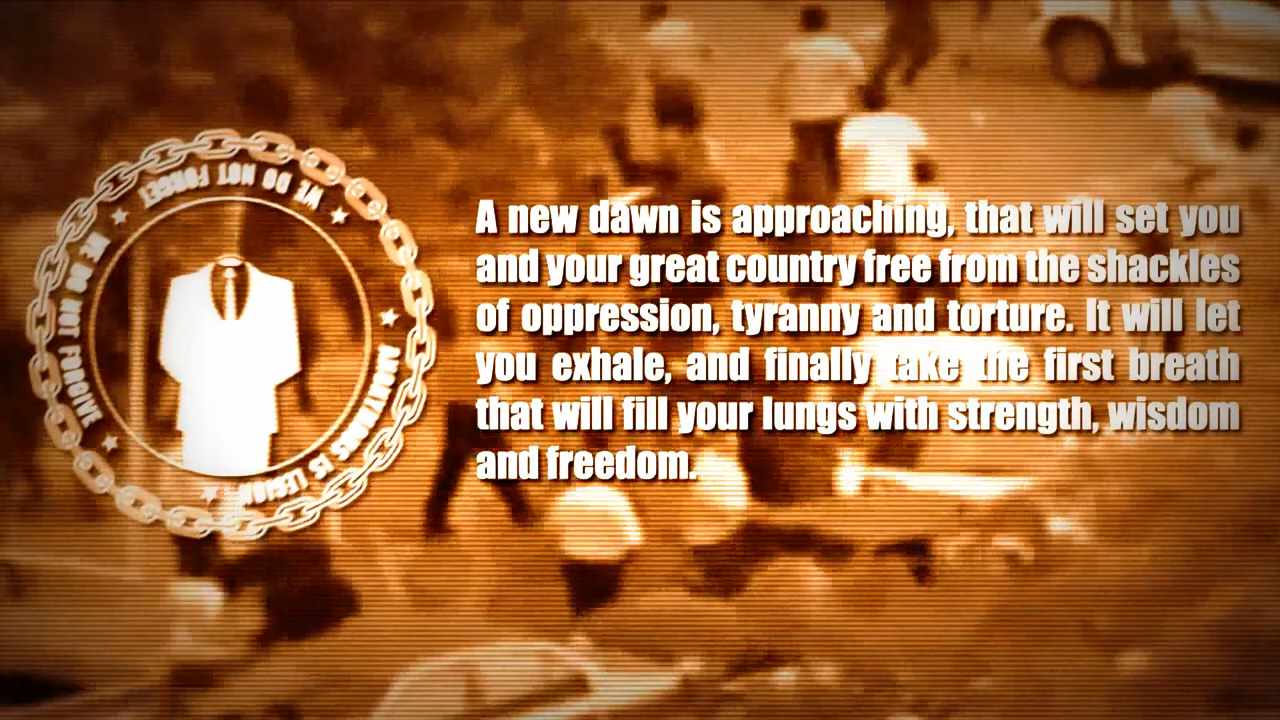 WE DO NOT FORGET
WE DO NOT FORGIVE
ANONYMOUS IS LEGION
A new dawn is approaching, that will set you
and your great country free from the shackles
of oppression, tyranny and torture. It will let
you exhale, and finally take the first breath
that will fill your lungs with strength, wisdom
and freedom.